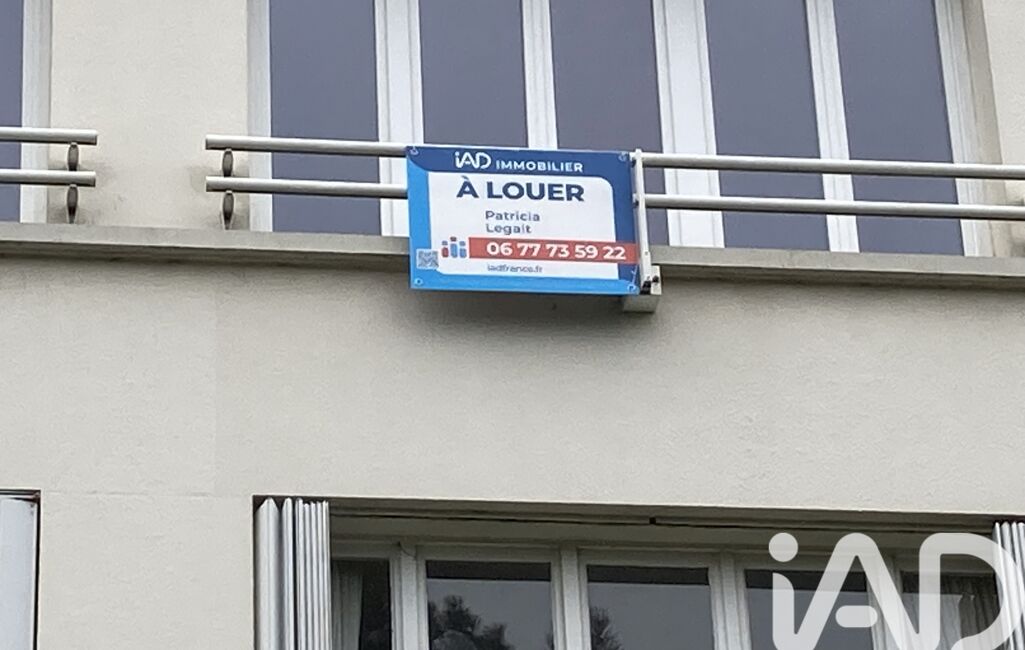 iAD IMMOBILIER
À LOUER
Patricia
Legait
06 77 73 59 22
iadfrance.fr
iAD